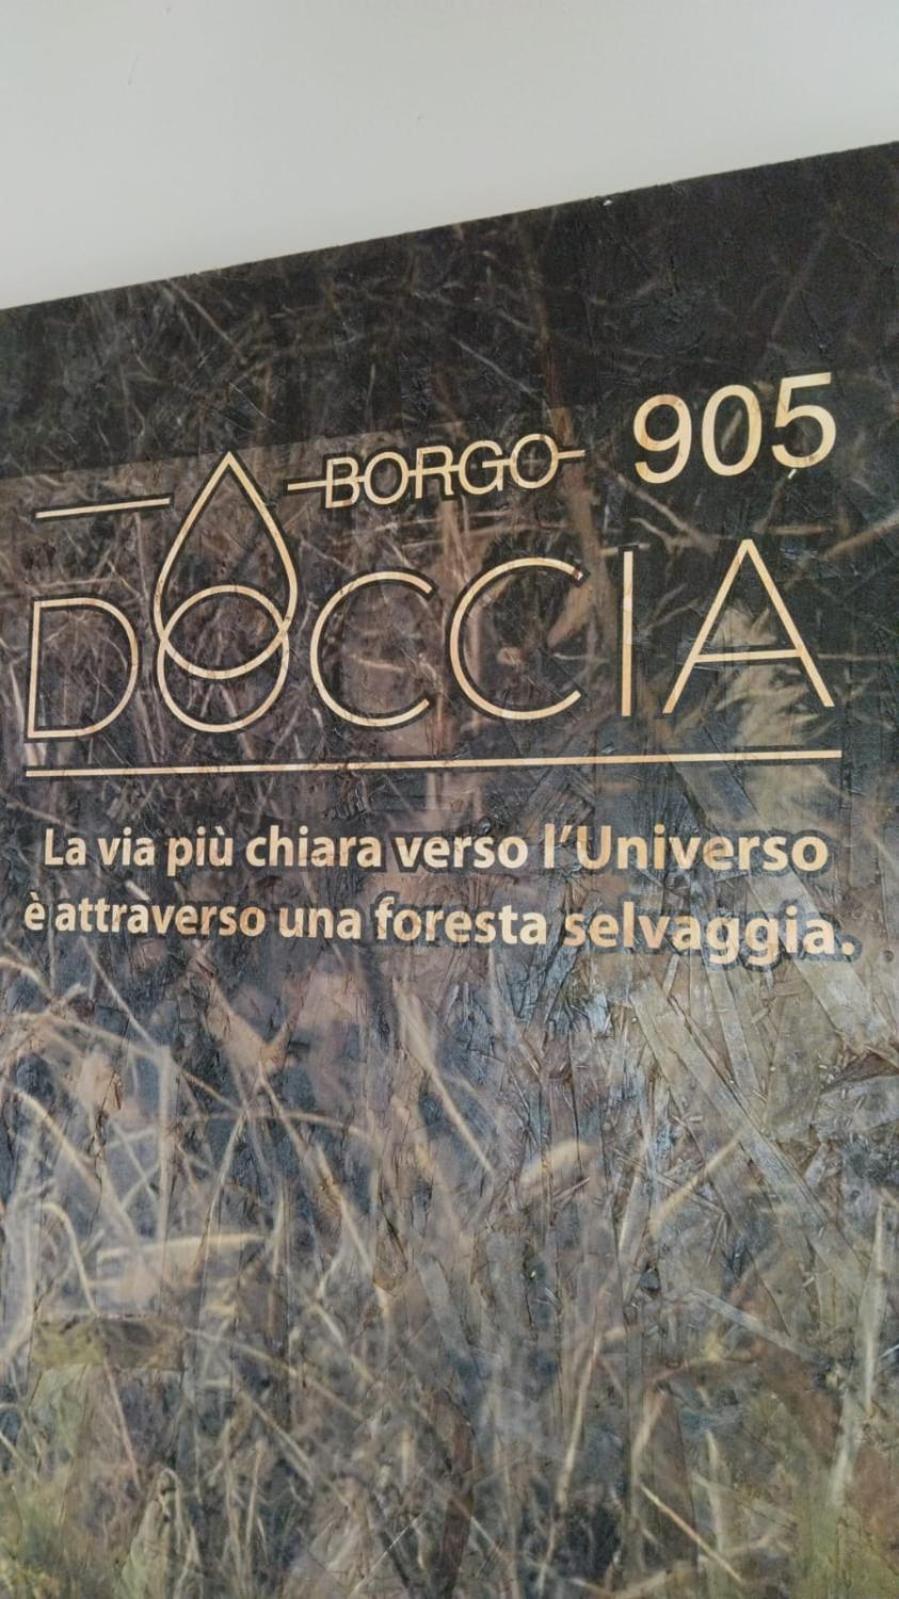 BORGO 905
DOCCIA
La via più chiara verso l'Universo
è attraverso una foresta selvaggia.